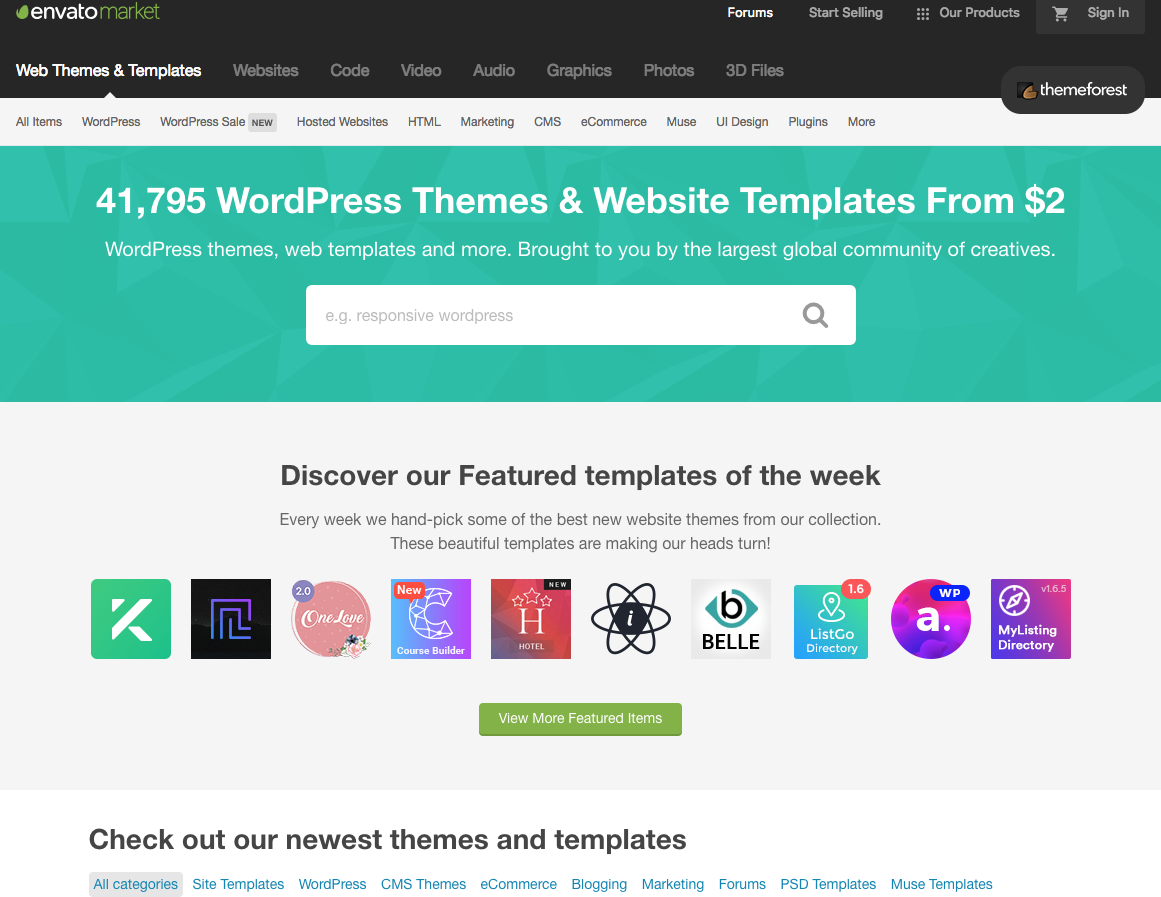 envatomarket
Forums Start Selling Our Products Sign In
Web Themes & Templates Websites Code Video Audio Graphics Photos 3D Files
themeforest
All Items WordPress WordPress Sale NEW Hosted Websites HTML Marketing CMS eCommerce Muse UI Design Plugins More
41,795 WordPress Themes & Website Templates From $2
WordPress themes, web templates and more. Brought to you by the largest global community of creatives.
e.g. responsive wordpress
Discover our Featured templates of the week
Every week we hand-pick some of the best new website themes from our collection.
These beautiful templates are making our heads turn!
K
2.0
OneLove
New
C
Course Builder
NEW
H
HOTEL
i
b
BELLE
1.6
ListGo
Directory
WP
a.
v1.6.5
MyListing
Directory
View More Featured Items
Check out our newest themes and templates
All categories Site Templates WordPress CMS Themes eCommerce Blogging Marketing Forums PSD Templates Muse Templates